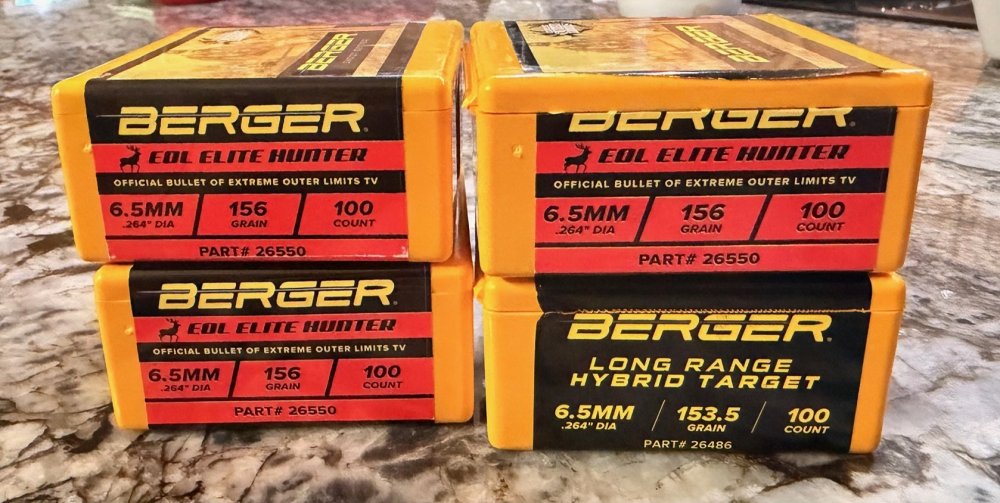 BERGER
BERGER
BERGER®
EOL ELITE HUNTER
OFFICIAL BULLET OF EXTREME OUTER LIMITS TV
6.5MM 156 100
.264" DIA GRAIN COUNT
PART# 26550
BERGER
EOL ELITE HUNTER
OFFICIAL BULLET OF EXTREME OUTER LIMITS TV
6.5MM 156 100
.264" DIA GRAIN COUNT
PART# 26550
BERGER®
EOL ELITE HUNTER
OFFICIAL BULLET OF EXTREME OUTER LIMITS TV
6.5MM 156 100
.264" DIA GRAIN COUNT
PART# 26550
BERGER®
LONG RANGE
HYBRID TARGET
6.5MM 153.5 100
.264" DIA GRAIN COUNT
PART# 26486